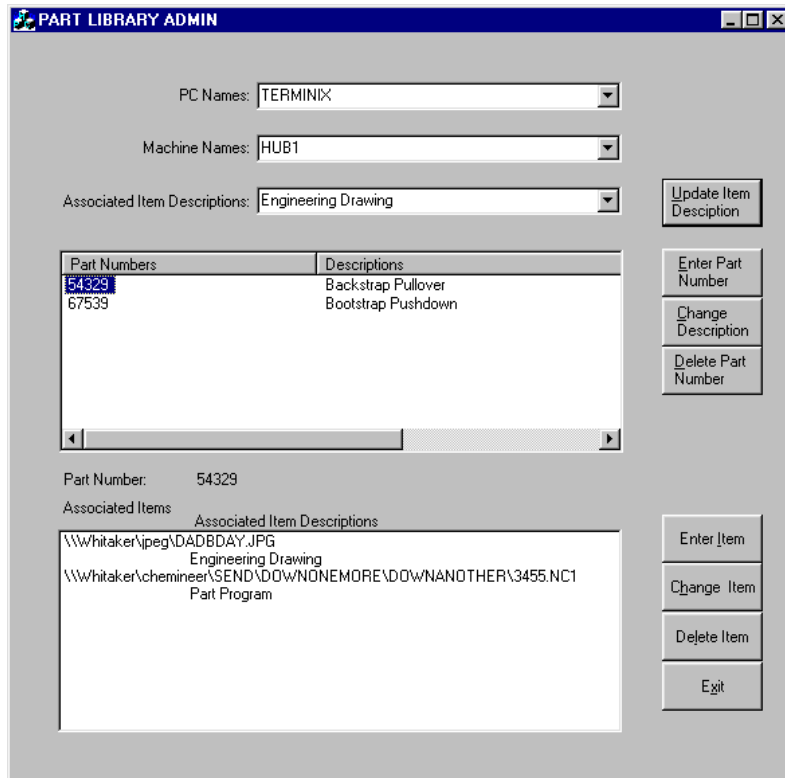 PART LIBRARY ADMIN
PC Names: TERMINIX
Machine Names: HUB1
Associated Item Descriptions: Engineering Drawing
Update Item
Desciption
Part Numbers Descriptions
54329 Backstrap Pullover
67539 Bootstrap Pushdown
Enter Part
Number
Change
Description
Delete Part
Number
Part Number: 54329
Associated Items
Associated Item Descriptions
\\Whitaker\jpeg\DADBDAY.JPG
Engineering Drawing
\\Whitaker\chemineer\SEND\DOWNONEMORE\DOWNANOTHER\3455.NC1
Part Program
Enter Item
Change Item
Delete Item
Exit